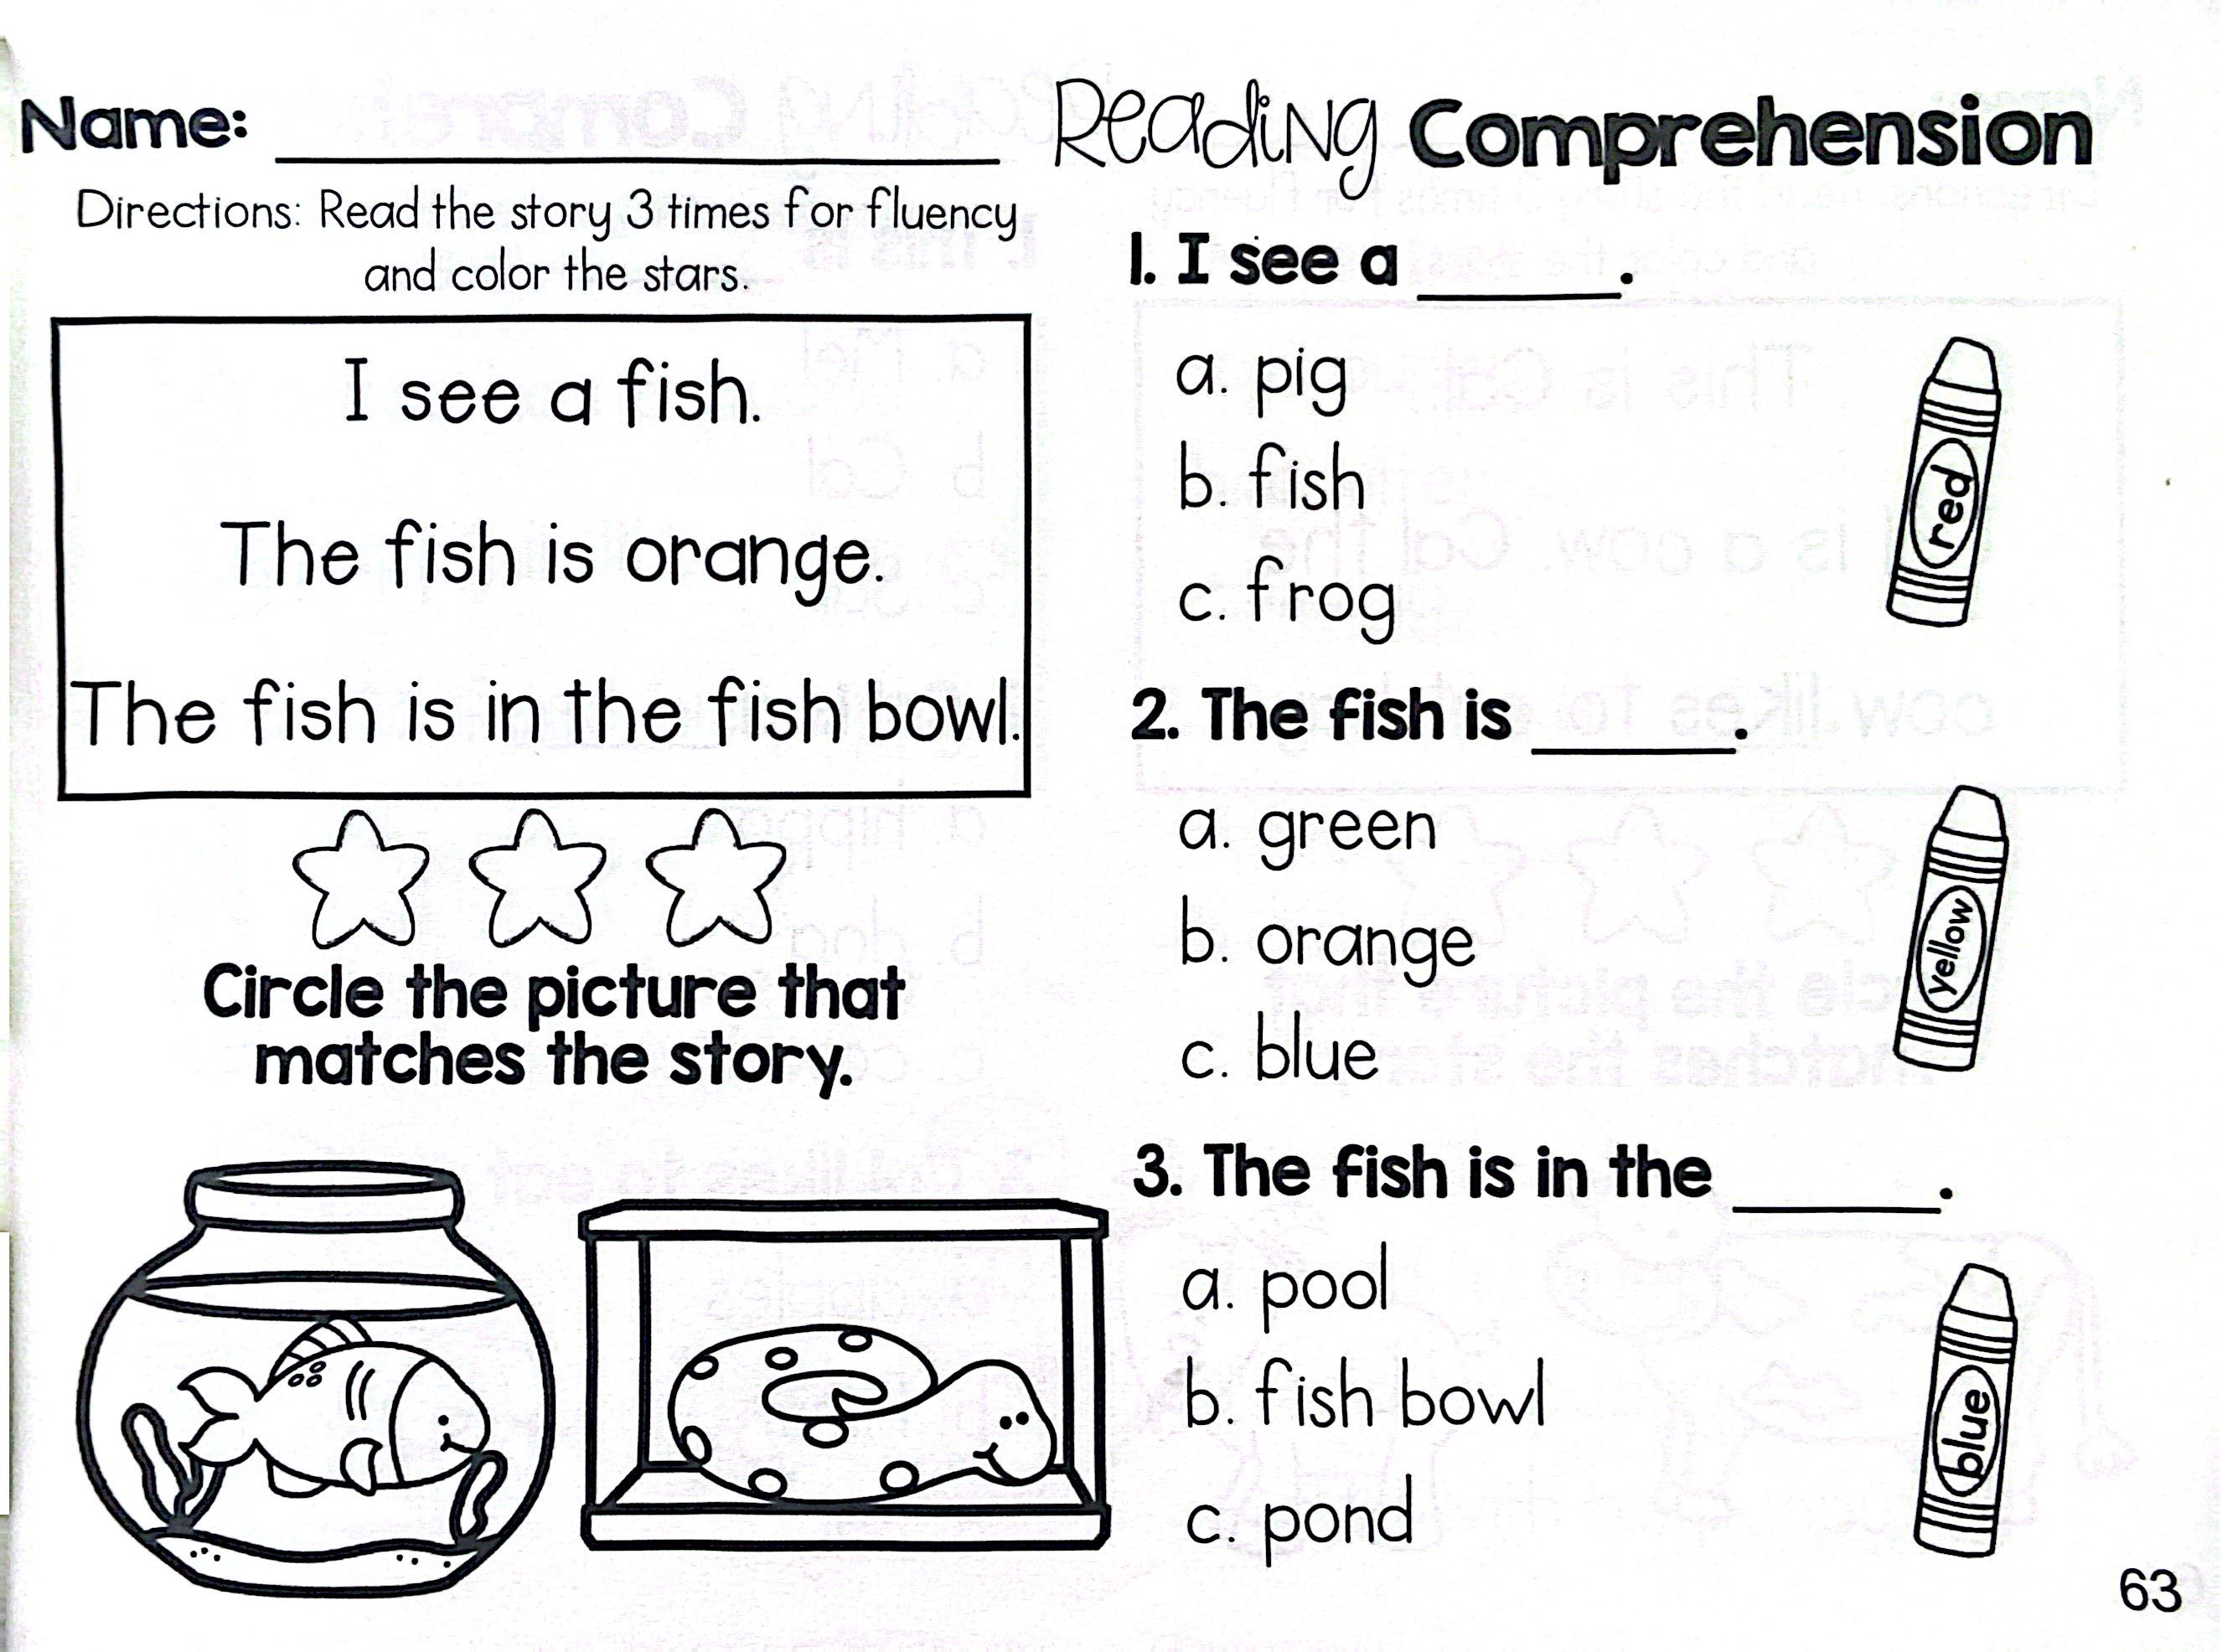 Name:
Directions: Read the story 3 times for fluency
and color the stars.
I see a fish.
The fish is orange.
The fish is in the fish bowl.
Circle the picture that
matches the story.
Reading Comprehension
1. I see a ______.
a. pig
b. fish
c. frog
red
2. The fish is ______.
a. green
b. orange
c. blue
yellow
3. The fish is in the ______.
a. pool
b. fish bowl
c. pond
blue
63